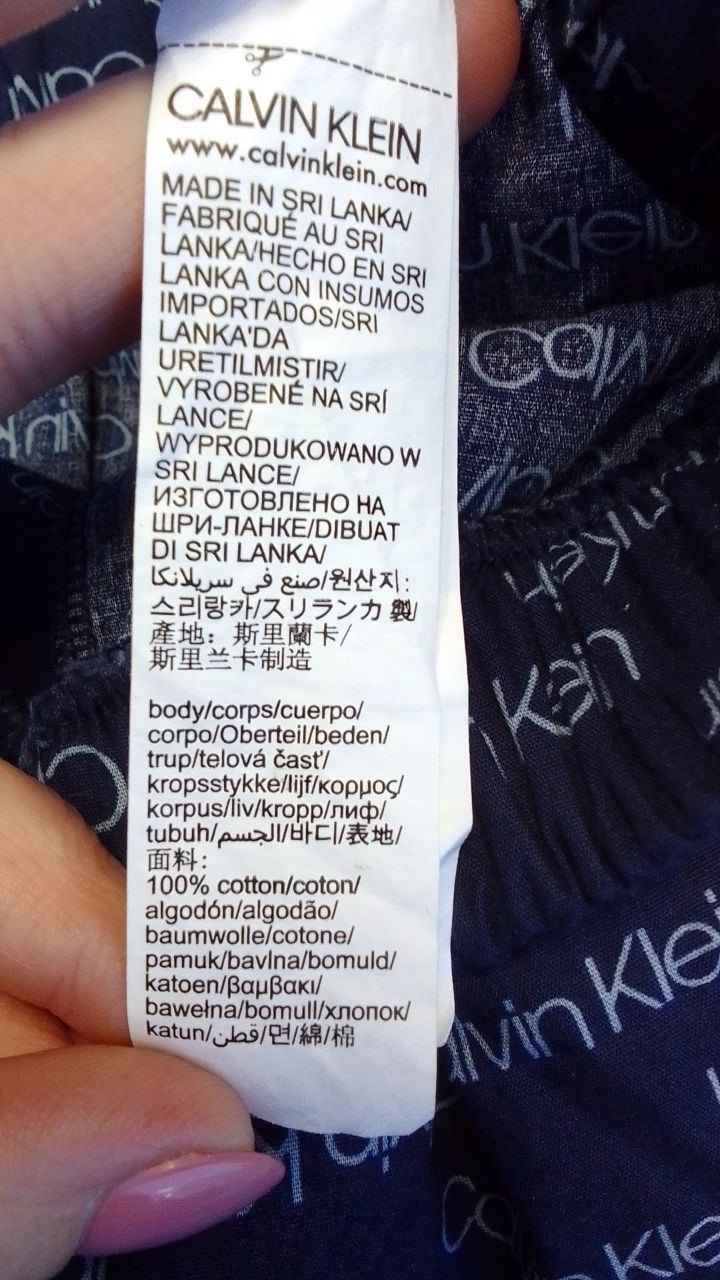 CALVIN KLEIN
www.calvinklein.com
MADE IN SRI LANKA/
FABRIQUÉ AU SRI
LANKA/HECHO EN SRI
LANKA CON INSUMOS
IMPORTADOS/SRI
LANKA'DA
URETILMISTIR/
VYROBENÉ NA SRÍ
LANCE/
WYPRODUKOWANO W
SRI LANCE/
ИЗГОТОВЛЕНО НА
ШРИ-ЛАНКЕ/DIBUAT
DI SRI LANKA/
صنع في سريلانكا/원산지:
스리랑카/スリランカ 製/
產地: 斯里蘭卡/
斯里兰卡制造
body/corps/cuerpo/
corpo/Oberteil/beden/
trup/telová časť/
kropsstykke/lijf/κορμος/
korpus/liv/kropp/лиф/
tubuh/الجسم/바디/表地/
面料:
100% cotton/coton/
algodón/algodão/
baumwolle/cotone/
pamuk/bavlna/bomuld/
katoen/βαμβακι/
bawełna/bomull/хлопок/
katun/قطن/면/綿/棉
Calvin Klein